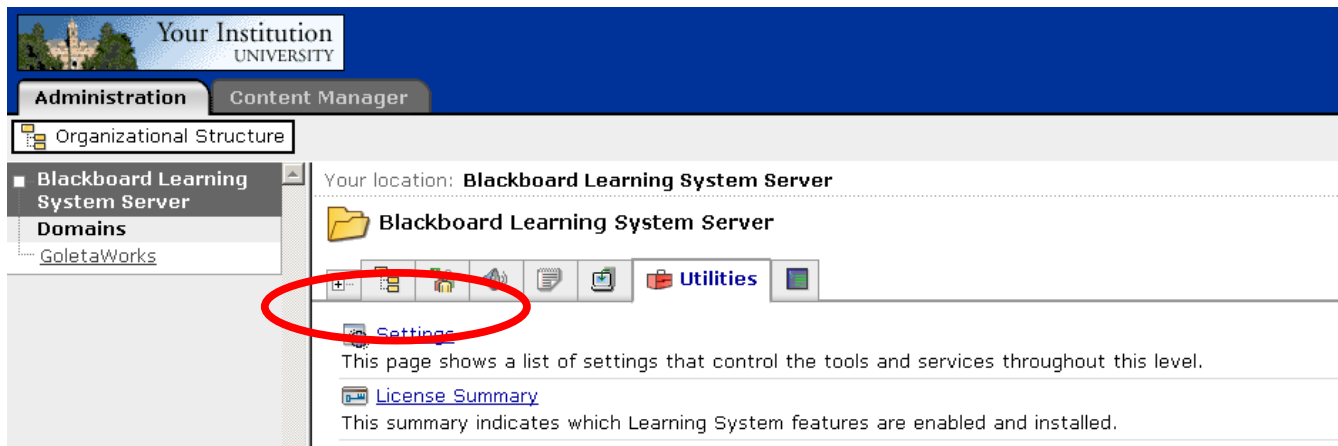 Your Institution
UNIVERSITY
Administration
Content Manager
Organizational Structure
Blackboard Learning
System Server
Domains
GoletaWorks
Your location: Blackboard Learning System Server
Blackboard Learning System Server
Utilities
Settings
This page shows a list of settings that control the tools and services throughout this level.
License Summary
This summary indicates which Learning System features are enabled and installed.